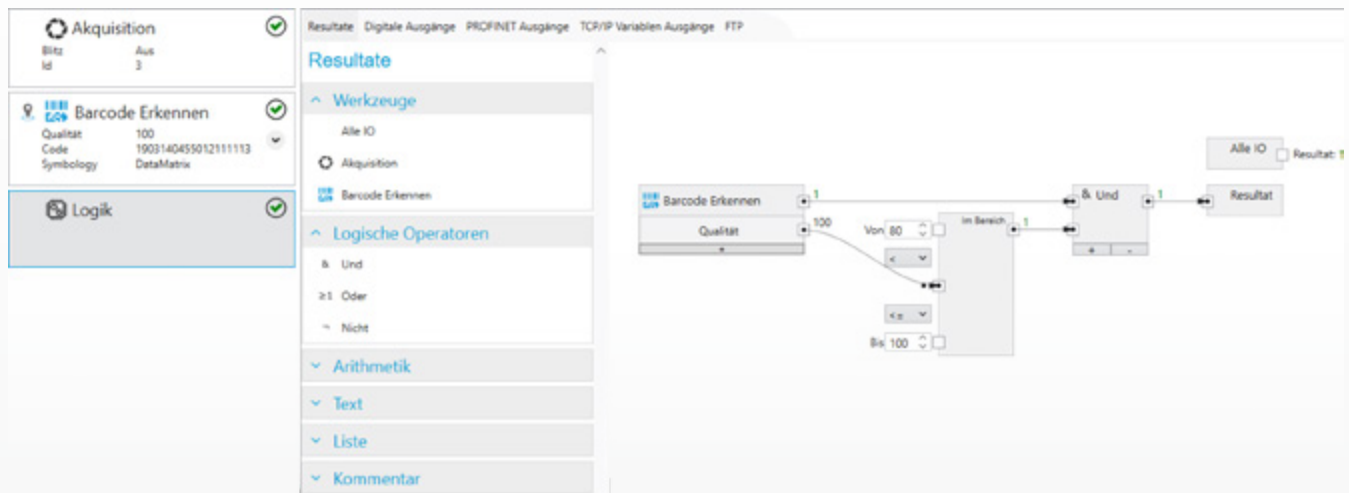 Akquisition
Blitz Aus
Id 3
Barcode Erkennen
Qualität 100
Code 1903140455012111113
Symbology DataMatrix
Logik
Resultate Digitale Ausgänge PROFINET Ausgänge TCP/IP Variablen Ausgänge FTP
Resultate
Werkzeuge
Alle IO
Akquisition
Barcode Erkennen
Logische Operatoren
& Und
≥1 Oder
¬ Nicht
Arithmetik
Text
Liste
Kommentar
Alle IO
Resultat: 1
Barcode Erkennen 1
Qualität 100
+
Von 80
<
<=
Bis 100
Im Bereich 1
& Und 1
+ -
Resultat